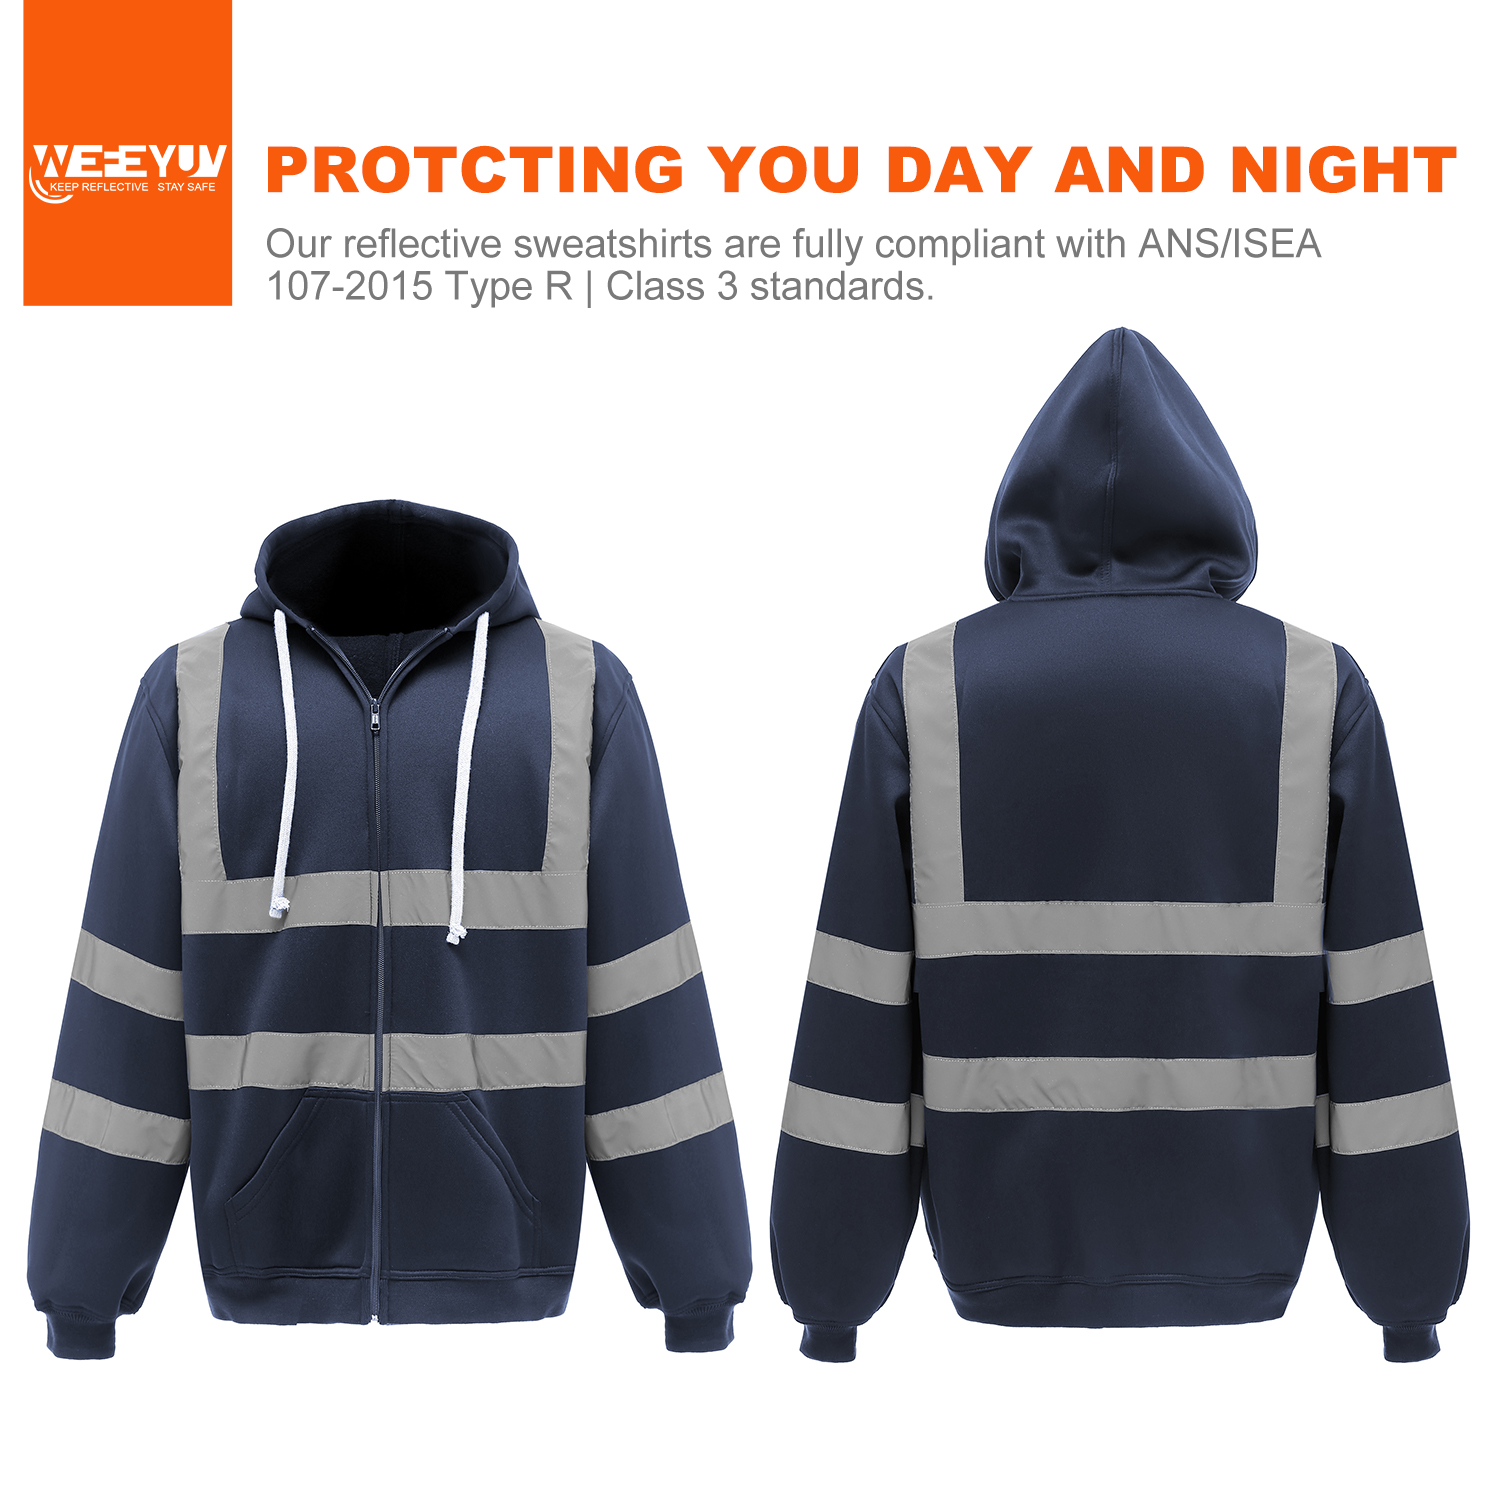 WEFEYUV
KEEP REFLECTIVE STAY SAFE
PROTCTING YOU DAY AND NIGHT
Our reflective sweatshirts are fully compliant with ANS/ISEA
107-2015 Type R | Class 3 standards.